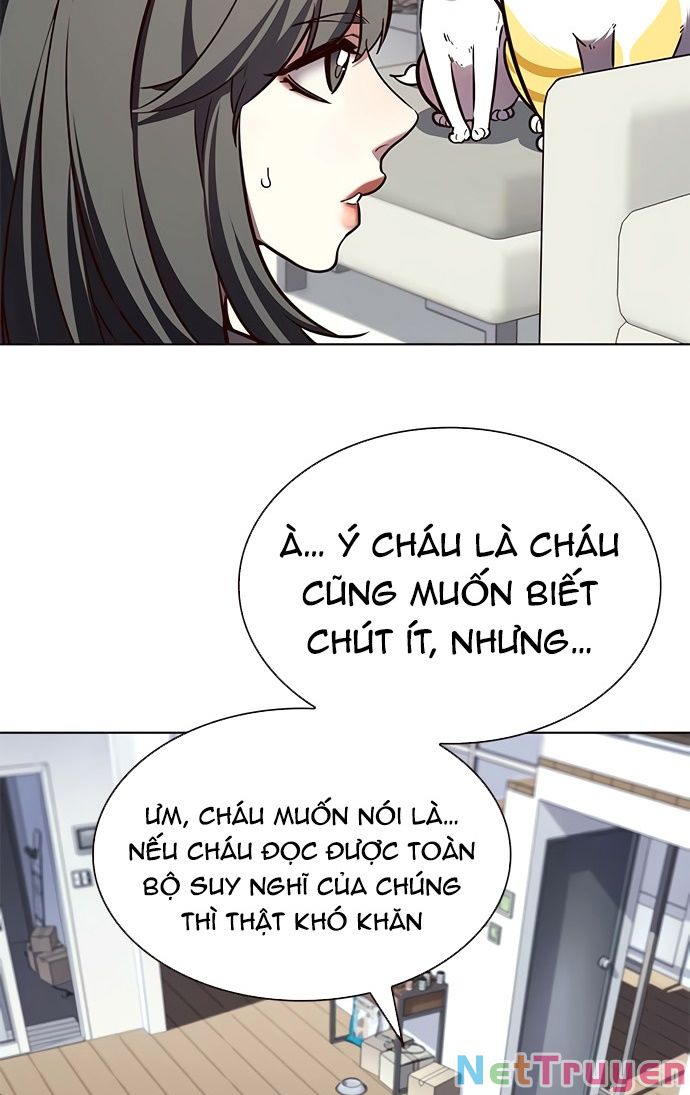 À... Ý CHÁU LÀ CHÁU
CŨNG MUỐN BIẾT
CHÚT ÍT, NHƯNG...
ƯM, CHÁU MUỐN NÓI LÀ...
NẾU CHÁU ĐỌC ĐƯỢC TOÀN
BỘ SUY NGHĨ CỦA CHÚNG
THÌ THẬT KHÓ KHĂN
NetTruyen